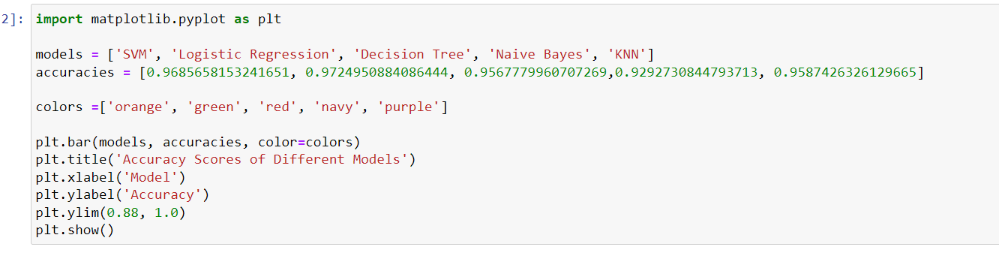 2]: import matplotlib.pyplot as plt
models = ['SVM', 'Logistic Regression', 'Decision Tree', 'Naive Bayes', 'KNN']
accuracies = [0.9685658153241651, 0.9724950884086444, 0.9567779960707269,0.9292730844793713, 0.9587426326129665]
colors =['orange', 'green', 'red', 'navy', 'purple']
plt.bar(models, accuracies, color=colors)
plt.title('Accuracy Scores of Different Models')
plt.xlabel('Model')
plt.ylabel('Accuracy')
plt.ylim(0.88, 1.0)
plt.show()